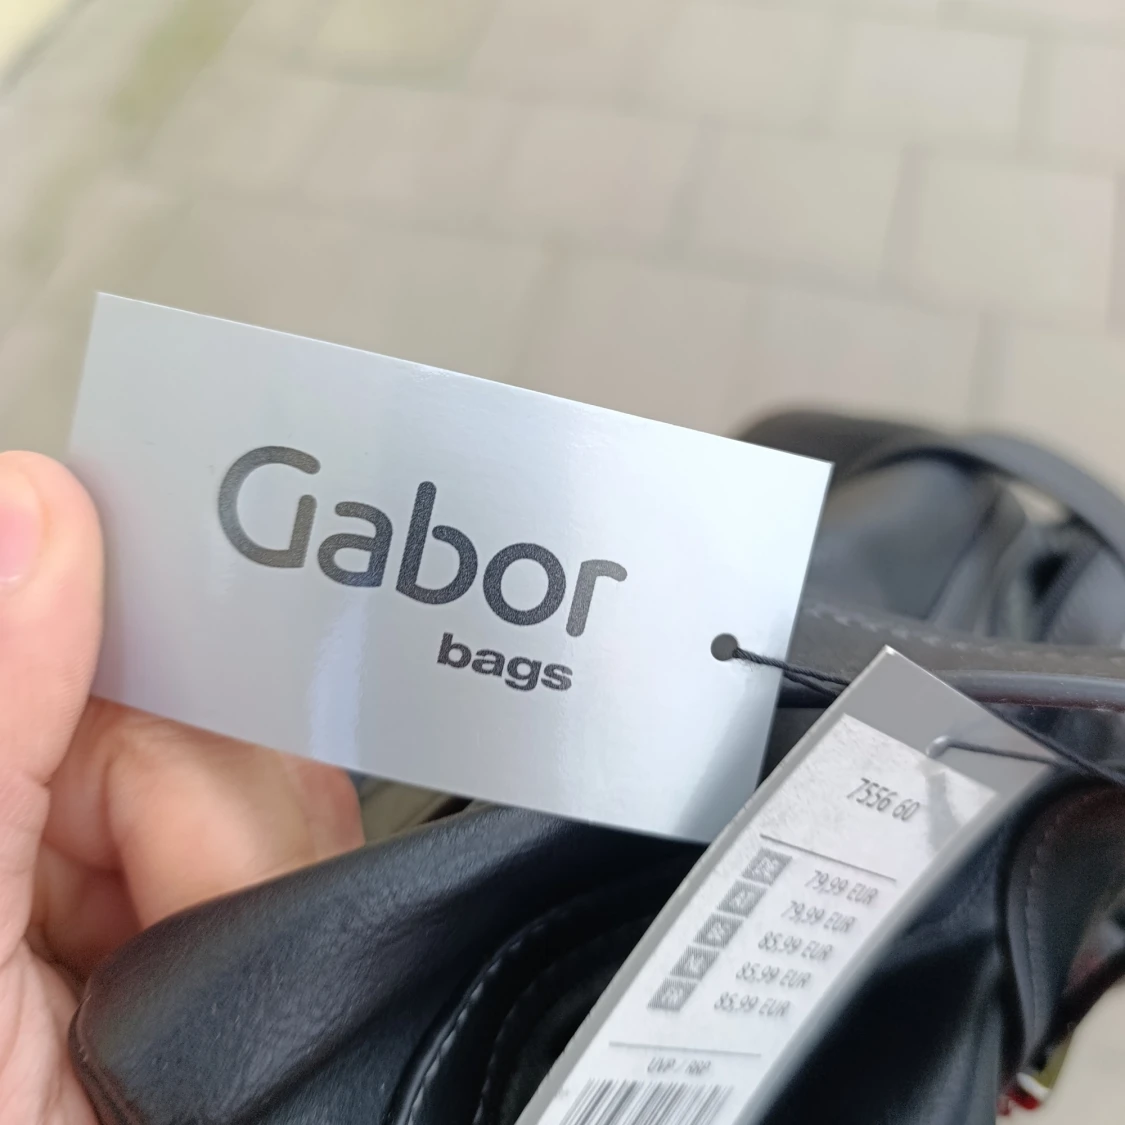 Gabor
bags
7556 60
79,99 EUR
79,99 EUR
85,99 EUR
85,99 EUR
85,99 EUR
UVP / RRP